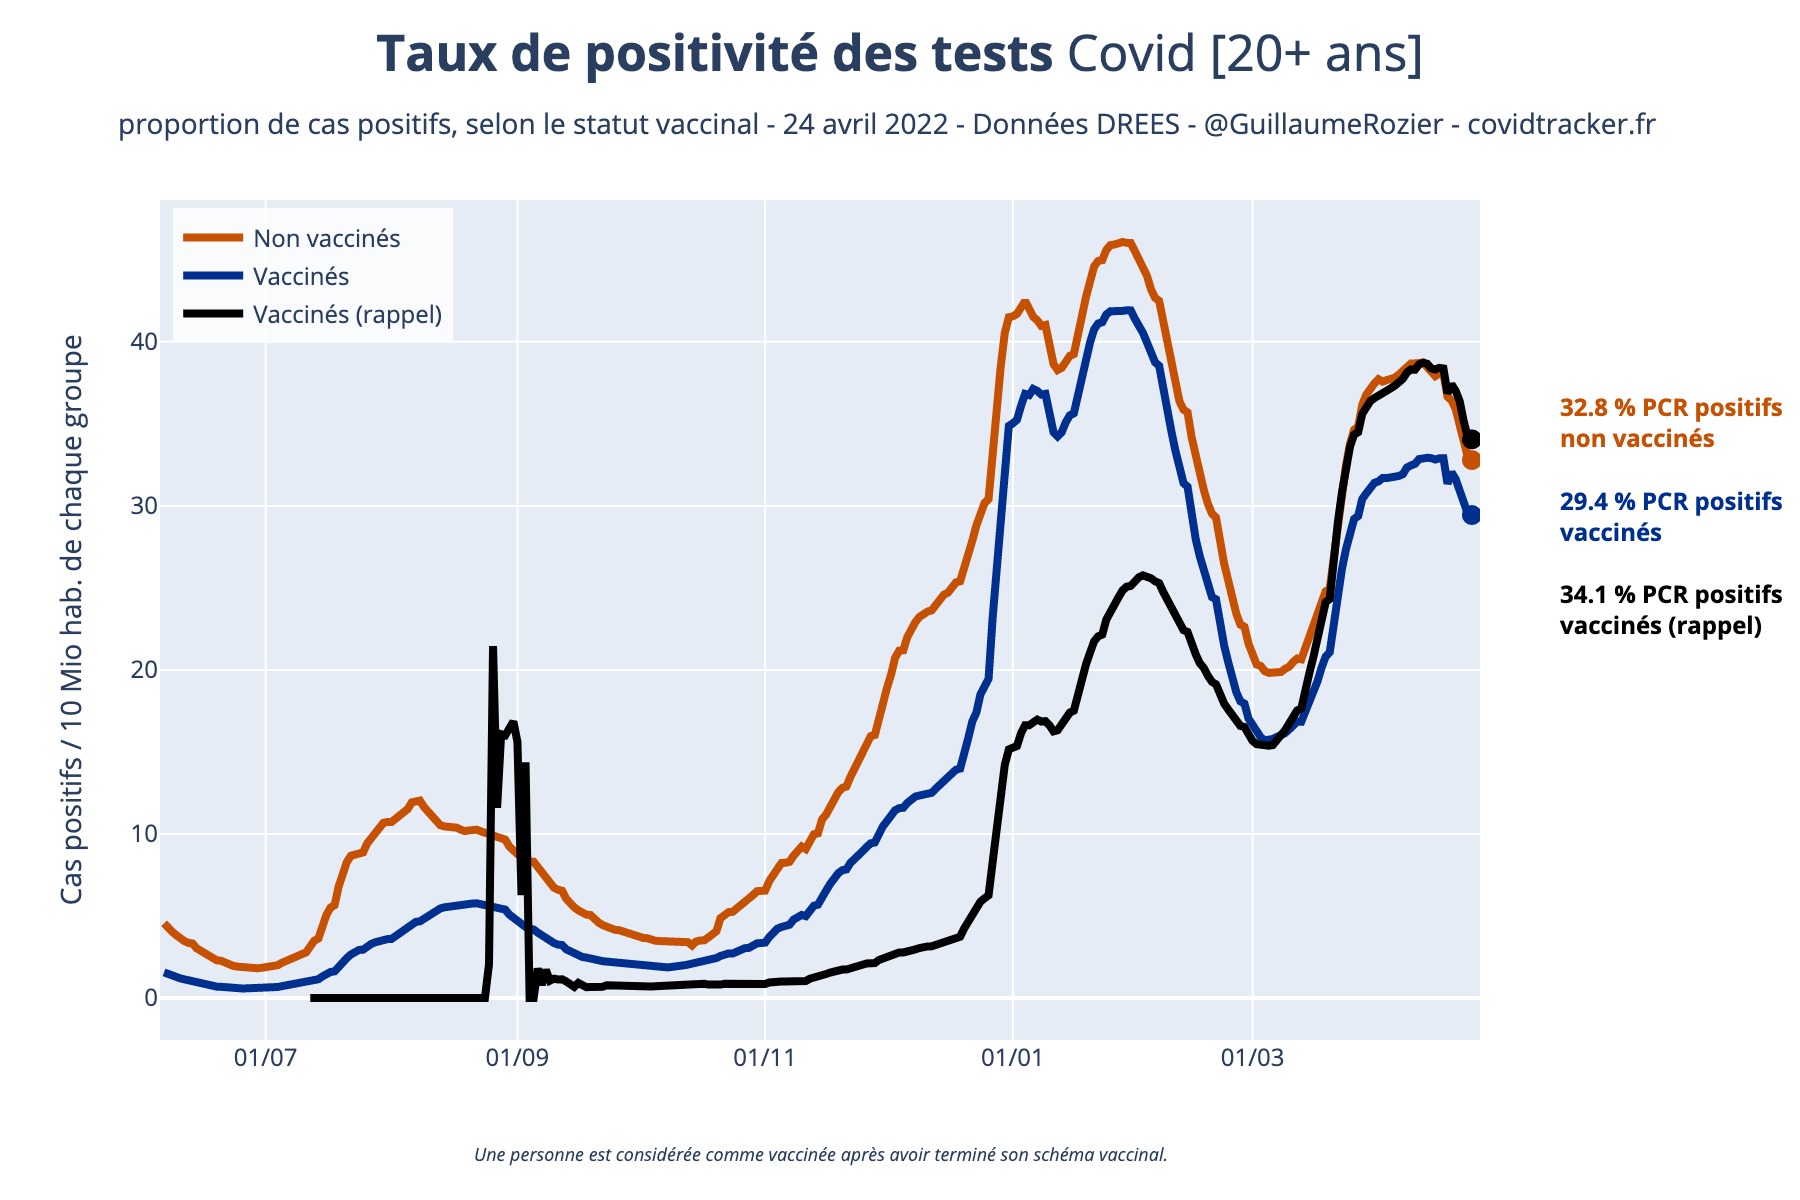 Taux de positivité des tests Covid [20+ ans]
proportion de cas positifs, selon le statut vaccinal - 24 avril 2022 - Données DREES - @GuillaumeRozier - covidtracker.fr
Non vaccinés
Vaccinés
Vaccinés (rappel)
Cas positifs / 10 Mio hab. de chaque groupe
40
30
20
10
0
01/07
01/09
01/11
01/01
01/03
32.8 % PCR positifs
non vaccinés
29.4 % PCR positifs
vaccinés
34.1 % PCR positifs
vaccinés (rappel)
Une personne est considérée comme vaccinée après avoir terminé son schéma vaccinal.